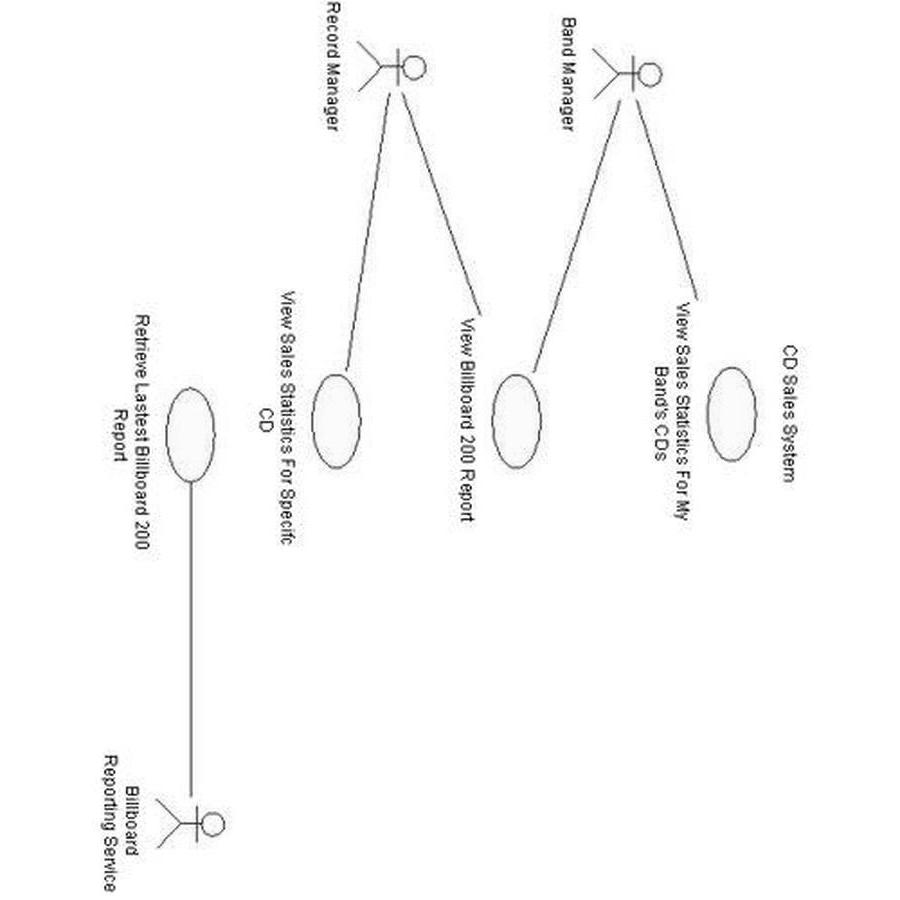 CD Sales System
Band Manager
View Sales Statistics For My
Band's CDs
View Billboard 200 Report
Record Manager
View Sales Statistics For Specifc
CD
Retrieve Lastest Billboard 200
Report
Billboard
Reporting Service